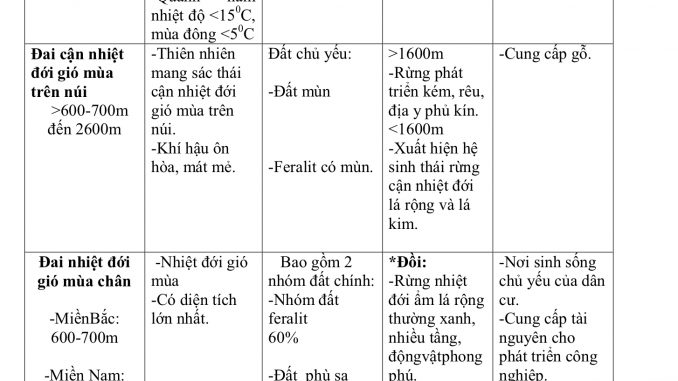 -Quanh năm
nhiệt độ <15⁰C,
mùa đông <5⁰C
Đai cận nhiệt
đới gió mùa
trên núi
>600-700m
đến 2600m
-Thiên nhiên
mang sác thái
cận nhiệt đới
gió mùa trên
núi.
-Khí hậu ôn
hòa, mát mẻ.
Đất chủ yếu:
-Đất mùn
-Feralit có mùn.
>1600m
-Rừng phát
triển kém, rêu,
địa y phủ kín.
<1600m
-Xuất hiện hệ
sinh thái rừng
cận nhiệt đới
lá rộng và lá
kim.
-Cung cấp gỗ.
Đai nhiệt đới
gió mùa chân
-MiềnBắc:
600-700m
-Miền Nam:
-Nhiệt đới gió
mùa
-Có diện tích
lớn nhất.
Bao gồm 2
nhóm đất chính:
-Nhóm đất
feralit
60%
-Đất phù sa
*Đồi:
-Rừng nhiệt
đới ẩm lá rộng
thường xanh,
nhiều tầng,
độngvậtphong
phú.
-Nơi sinh sống
chủ yếu của dân
cư.
-Cung cấp tài
nguyên cho
phát triển công
nghiệp.